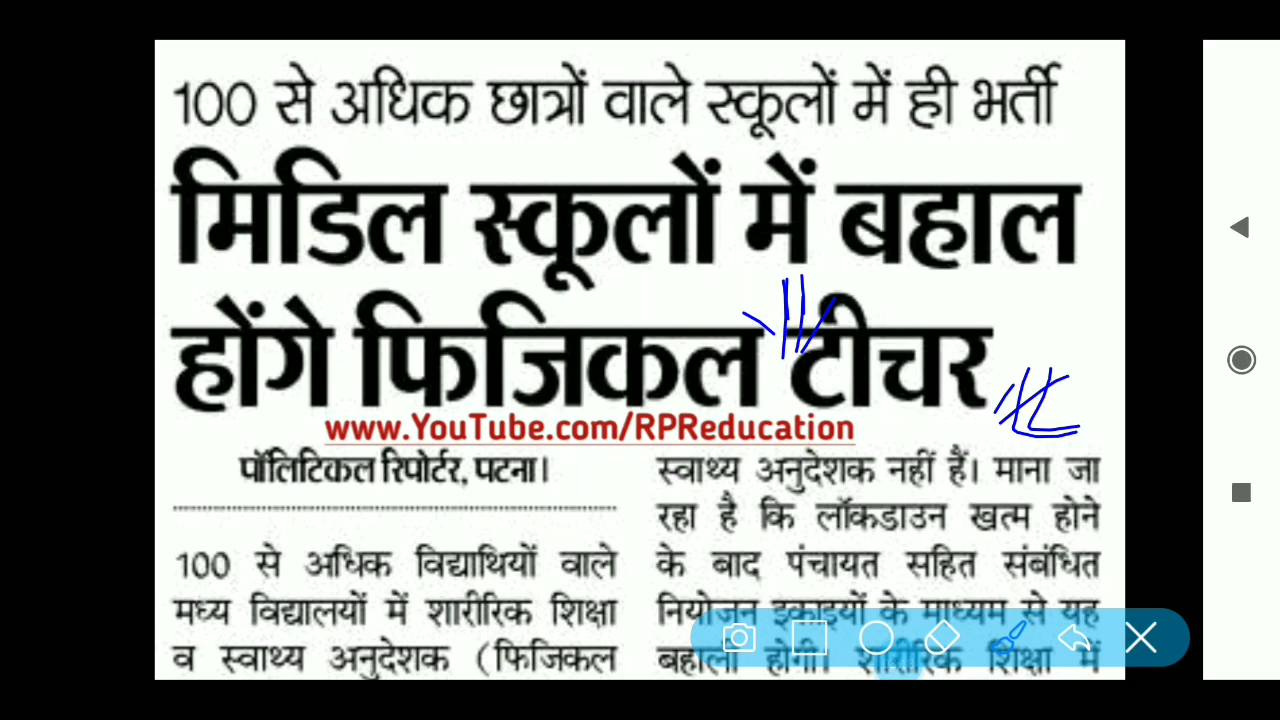 100 से अधिक छात्रों वाले स्कूलों में ही भर्ती
मिडिल स्कूलों में बहाल
होंगे फिजिकल टीचर
www.YouTube.com/RPReducation
पॉलिटिकल रिपोर्टर, पटना।
100 से अधिक विद्याथियों वाले
मध्य विद्यालयों में शारीरिक शिक्षा
व स्वाथ्य अनुदेशक (फिजिकल
स्वाथ्य अनुदेशक नहीं हैं। माना जा
रहा है कि लॉकडाउन खत्म होने
के बाद पंचायत सहित संबंधित
नियोजन इकाइयों के माध्यम से यह
बहाली होगी। शारीरिक शिक्षा में